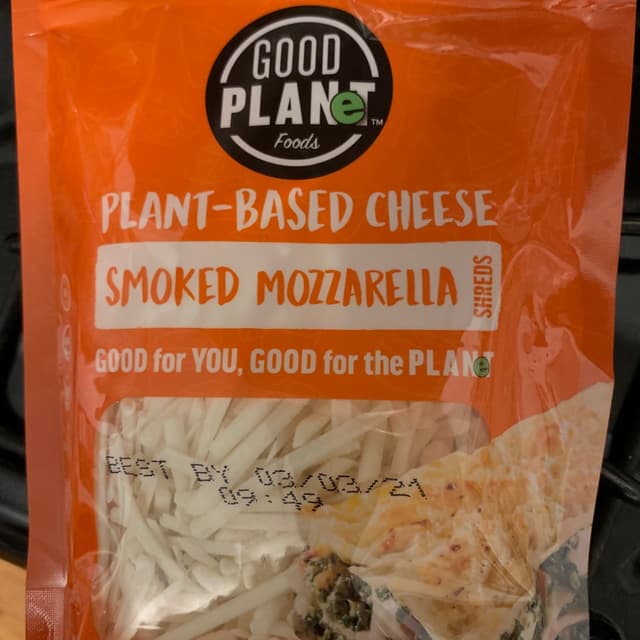 GOOD
PLANeT
Foods
TM
PLANT-BASED CHEESE
SMOKED MOZZARELLA
SHREDS
GOOD for YOU, GOOD for the PLANeT
BEST BY 03/03/21
09:49